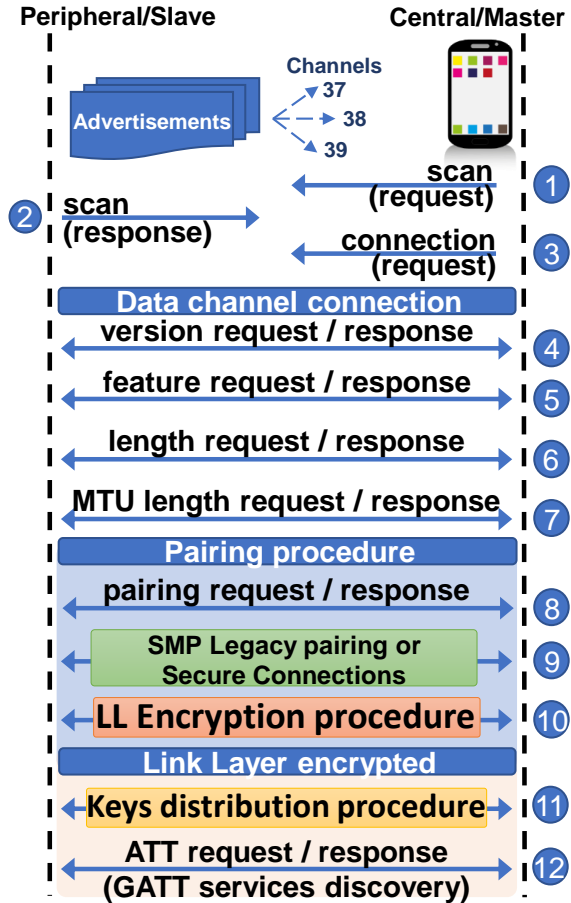 Peripheral/Slave
Central/Master
Channels
37
Advertisements
38
39
scan
(request)
1
2
scan
(response)
connection
(request)
3
Data channel connection
version request / response
4
feature request / response
5
length request / response
6
MTU length request / response
7
Pairing procedure
pairing request / response
8
SMP Legacy pairing or
Secure Connections
9
LL Encryption procedure
10
Link Layer encrypted
Keys distribution procedure
11
ATT request / response
(GATT services discovery)
12